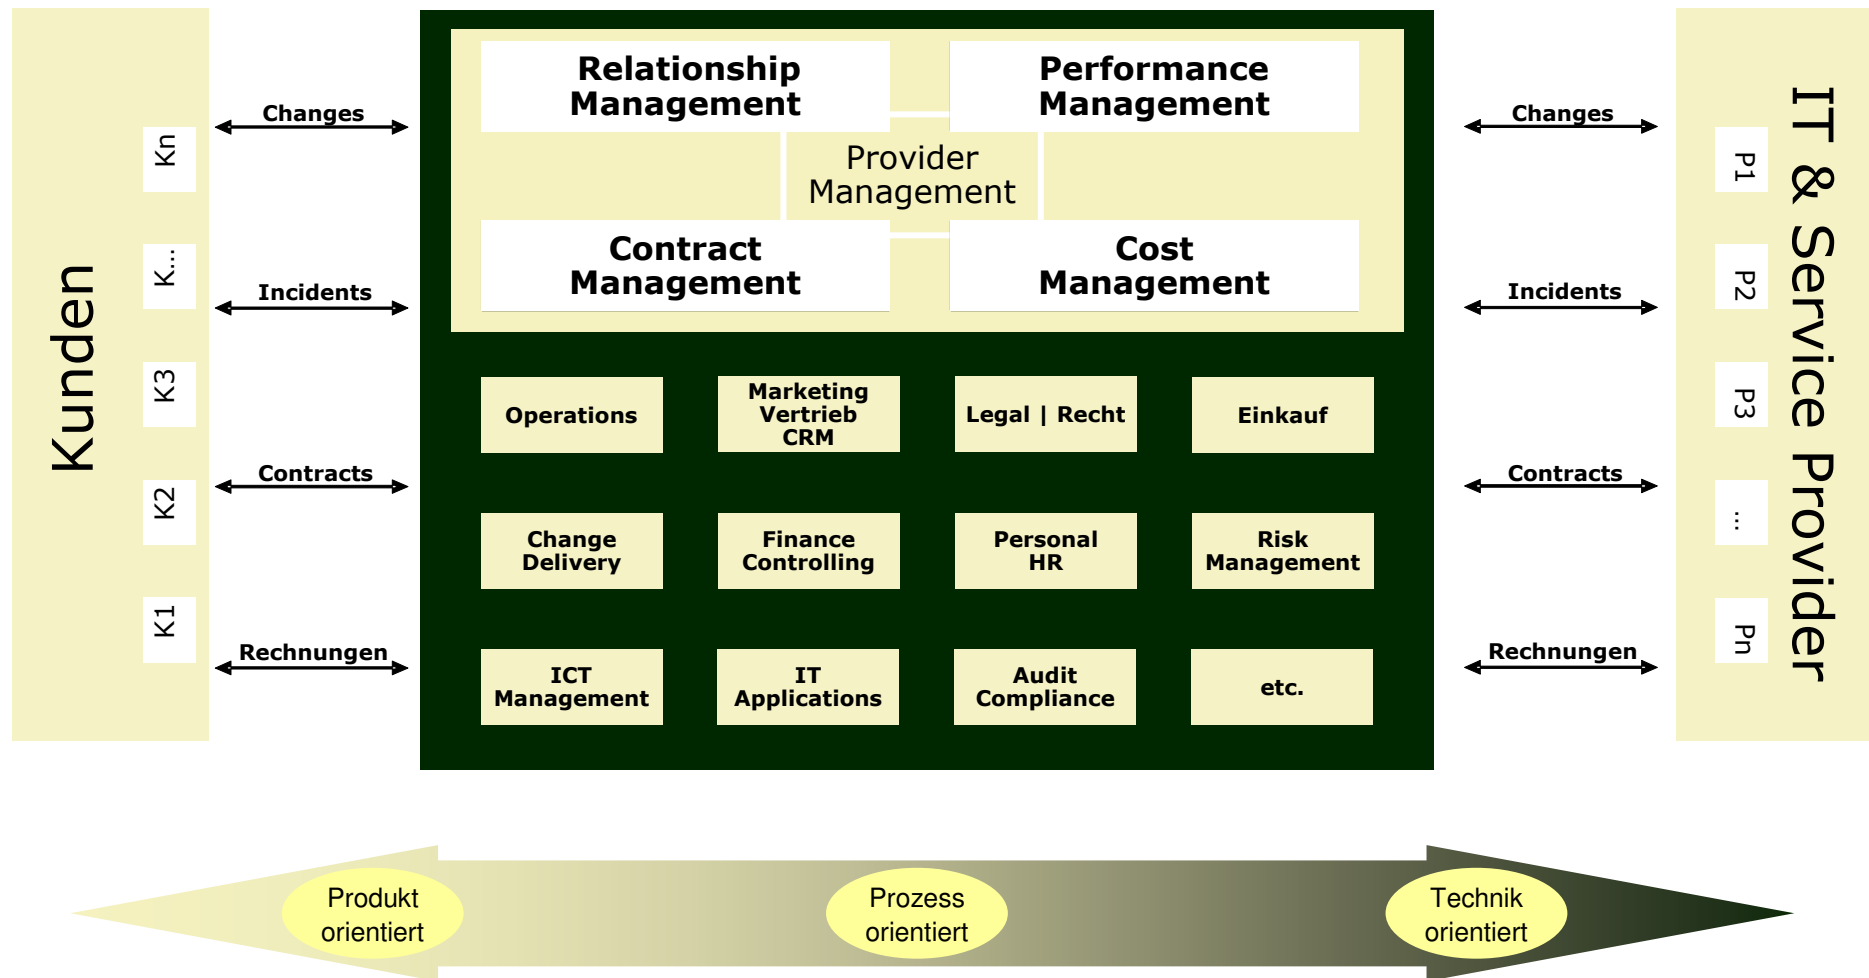 Kunden
Kn
K...
K3
K2
K1
Changes
Incidents
Contracts
Rechnungen
Relationship
Management
Performance
Management
Provider
Management
Contract
Management
Cost
Management
Operations
Marketing
Vertrieb
CRM
Legal | Recht
Einkauf
Change
Delivery
Finance
Controlling
Personal
HR
Risk
Management
ICT
Management
IT
Applications
Audit
Compliance
etc.
Changes
Incidents
Contracts
Rechnungen
P1
P2
P3
...
Pn
IT & Service Provider
Produkt
orientiert
Prozess
orientiert
Technik
orientiert